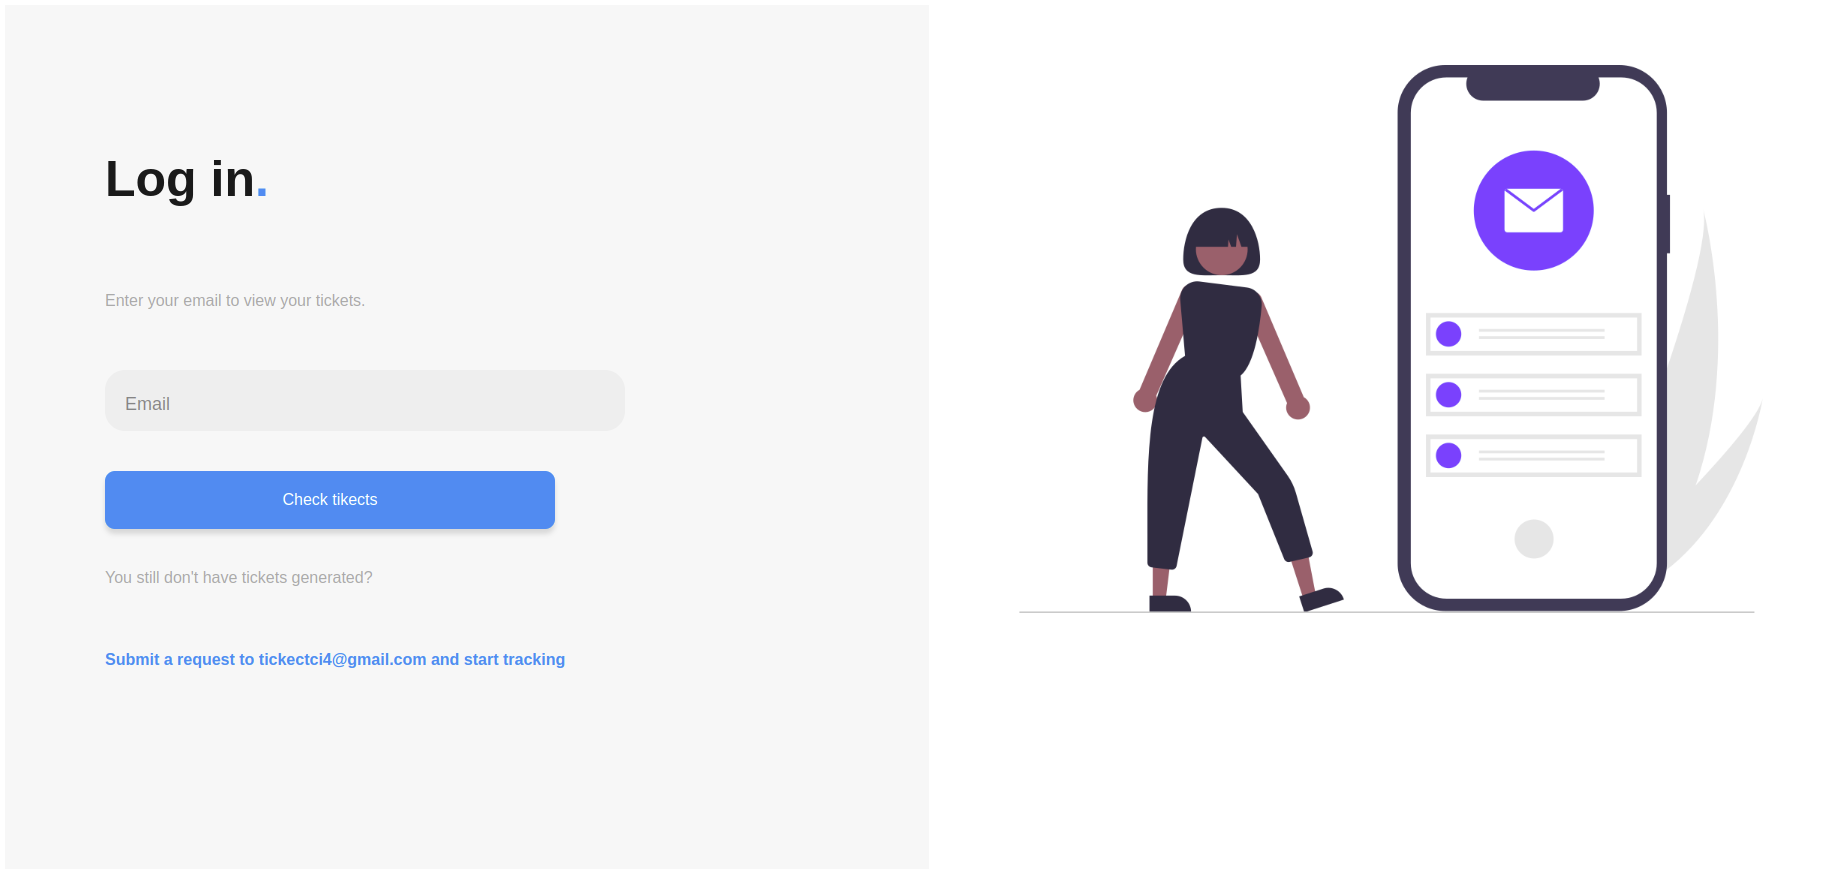 Log in.
Enter your email to view your tickets.
Email
Check tikects
You still don't have tickets generated?
Submit a request to tickectci4@gmail.com and start tracking